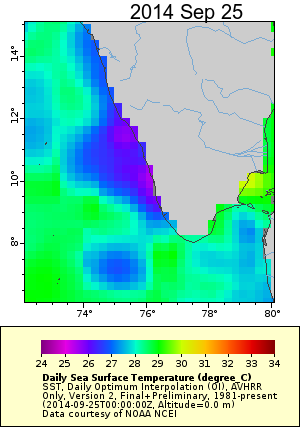 2014 Sep 25
14°
12°
10°
8°
74° 76° 78° 80°
24 25 26 27 28 29 30 31 32 33 34
Daily Sea Surface Temperature (degree_C)
SST, Daily Optimum Interpolation (OI), AVHRR
Only, Version 2, Final+Preliminary, 1981-present
(2014-09-25T00:00:00Z, Altitude=0.0 m)
Data courtesy of NOAA NCEI